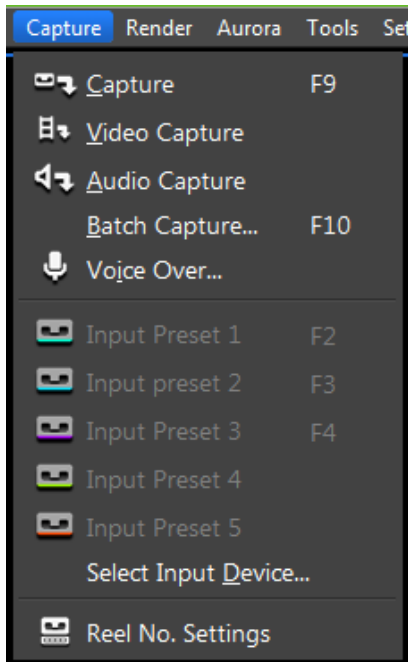 Capture Render Aurora Tools Set
Capture F9
Video Capture
Audio Capture
Batch Capture... F10
Voice Over...
Input Preset 1 F2
Input preset 2 F3
Input Preset 3 F4
Input Preset 4
Input Preset 5
Select Input Device...
Reel No. Settings